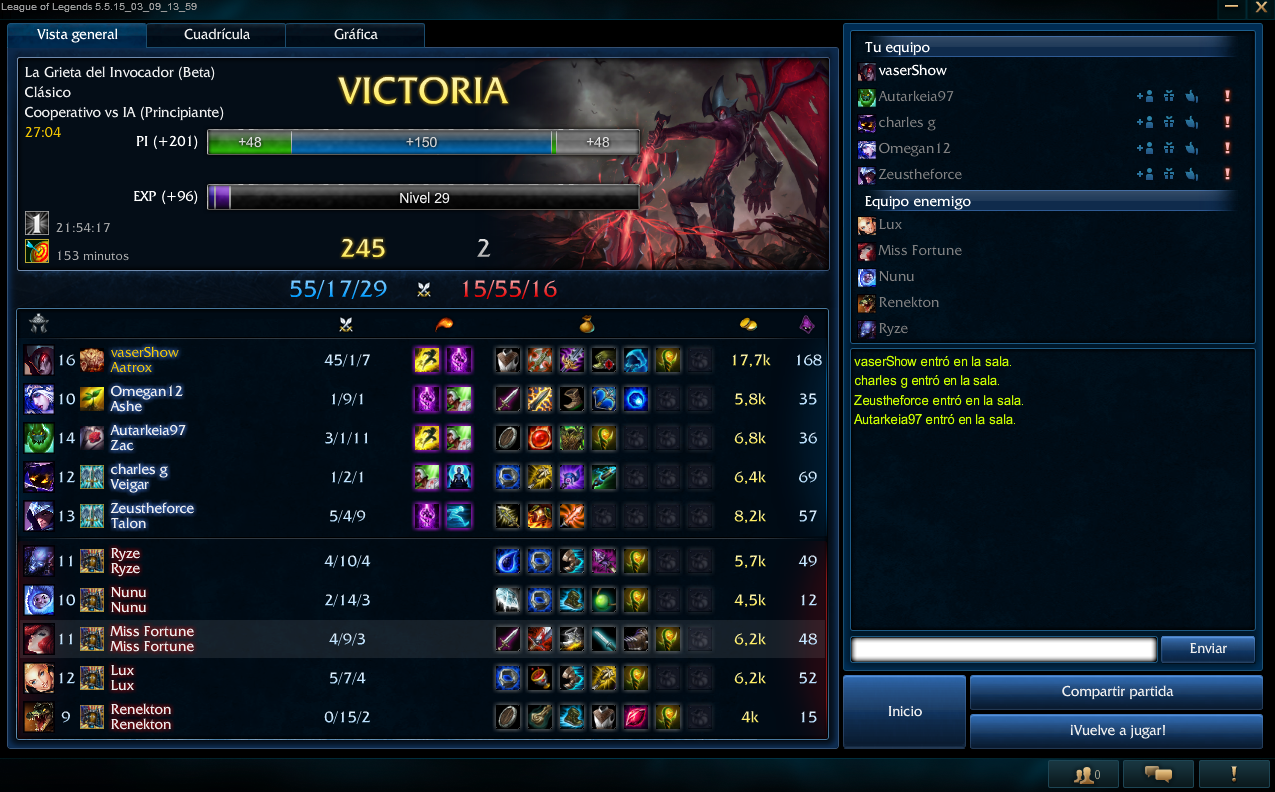 League of Legends 5.5.15_03_09_13_59
Vista general
Cuadrícula
Gráfica
La Grieta del Invocador (Beta)
Clásico
Cooperativo vs IA (Principiante)
27:04
VICTORIA
PI (+201)
+48
+150
+48
EXP (+96)
Nivel 29
1
21:54:17
153 minutos
245
2
55/17/29
15/55/16
16 vaserShow 45/1/7 17,7k 168
Aatrox
10 Omegan12 1/9/1 5,8k 35
Ashe
14 Autarkeia97 3/1/11 6,8k 36
Zac
12 charles g 1/2/1 6,4k 69
Veigar
13 Zeustheforce 5/4/9 8,2k 57
Talon
11 Ryze 4/10/4 5,7k 49
Ryze
10 Nunu 2/14/3 4,5k 12
Nunu
11 Miss Fortune 4/9/3 6,2k 48
Miss Fortune
12 Lux 5/7/4 6,2k 52
Lux
9 Renekton 0/15/2 4k 15
Renekton
Tu equipo
vaserShow
Autarkeia97
charles g
Omegan12
Zeustheforce
Equipo enemigo
Lux
Miss Fortune
Nunu
Renekton
Ryze
vaserShow entró en la sala.
charles g entró en la sala.
Zeustheforce entró en la sala.
Autarkeia97 entró en la sala.
Enviar
Inicio
Compartir partida
¡Vuelve a jugar!
0